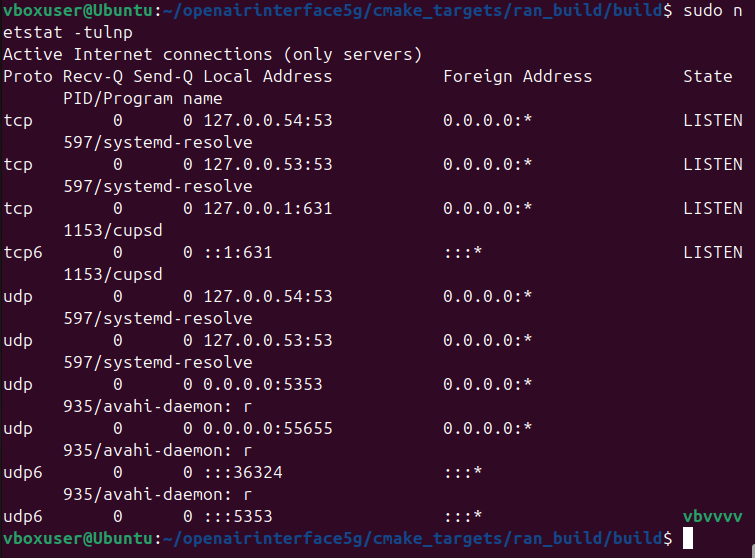 vboxuser@Ubuntu:~/openairinterface5g/cmake_targets/ran_build/build$ sudo n
etstat -tulnp
Active Internet connections (only servers)
Proto Recv-Q Send-Q Local Address           Foreign Address         State
      PID/Program name
tcp        0      0 127.0.0.54:53           0.0.0.0:*               LISTEN
      597/systemd-resolve
tcp        0      0 127.0.0.53:53           0.0.0.0:*               LISTEN
      597/systemd-resolve
tcp        0      0 127.0.0.1:631           0.0.0.0:*               LISTEN
      1153/cupsd
tcp6       0      0 ::1:631                 :::*                    LISTEN
      1153/cupsd
udp        0      0 127.0.0.54:53           0.0.0.0:*
      597/systemd-resolve
udp        0      0 127.0.0.53:53           0.0.0.0:*
      597/systemd-resolve
udp        0      0 0.0.0.0:5353            0.0.0.0:*
      935/avahi-daemon: r
udp        0      0 0.0.0.0:55655           0.0.0.0:*
      935/avahi-daemon: r
udp6       0      0 :::36324                :::*
      935/avahi-daemon: r
udp6       0      0 :::5353                 :::*                    vbvvvv
vboxuser@Ubuntu:~/openairinterface5g/cmake_targets/ran_build/build$